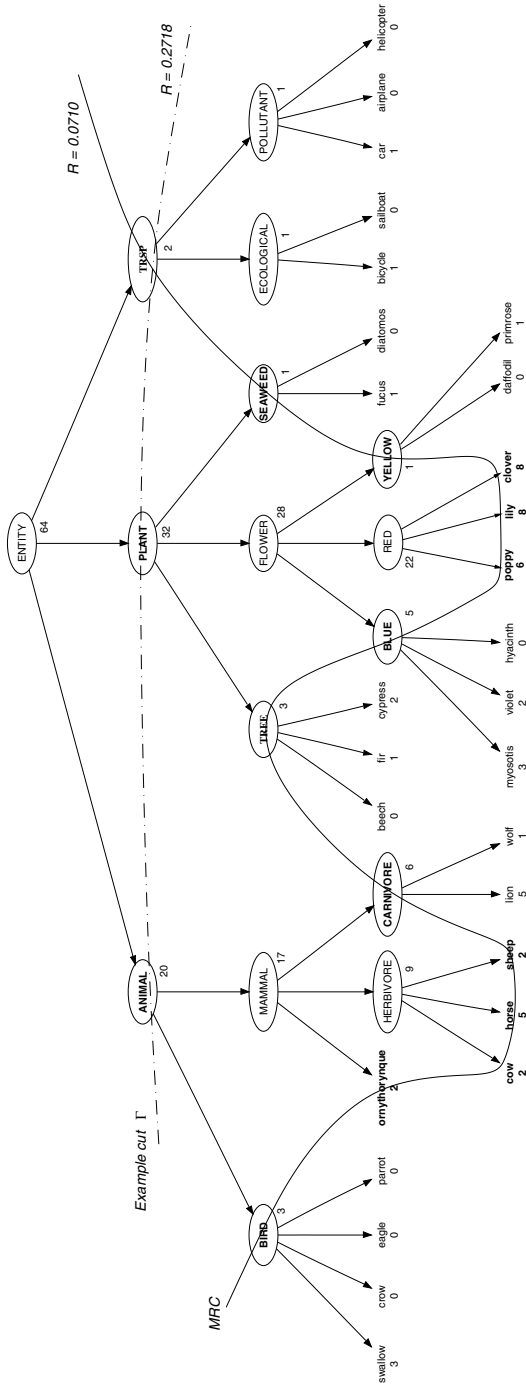 ENTITY
64
R = 0.0710
R = 0.2718
Example cut Γ
ANIMAL
20
PLANT
32
TRSP
2
MRC
BIRD
3
MAMMAL
17
TREE
3
FLOWER
28
SEAWEED
1
ECOLOGICAL
1
POLLUTANT
1
swallow
3
crow
0
eagle
0
parrot
0
ornythorynque
2
HERBIVORE
9
CARNIVORE
6
beech
0
fir
1
cypress
2
BLUE
5
RED
22
YELLOW
1
fucus
1
diatomos
0
bicycle
1
sailboat
0
car
1
airplane
0
helicopter
0
cow
2
horse
5
sheep
2
lion
5
wolf
1
myosotis
3
violet
2
hyacinth
0
poppy
6
lily
8
clover
8
daffodil
0
primrose
1